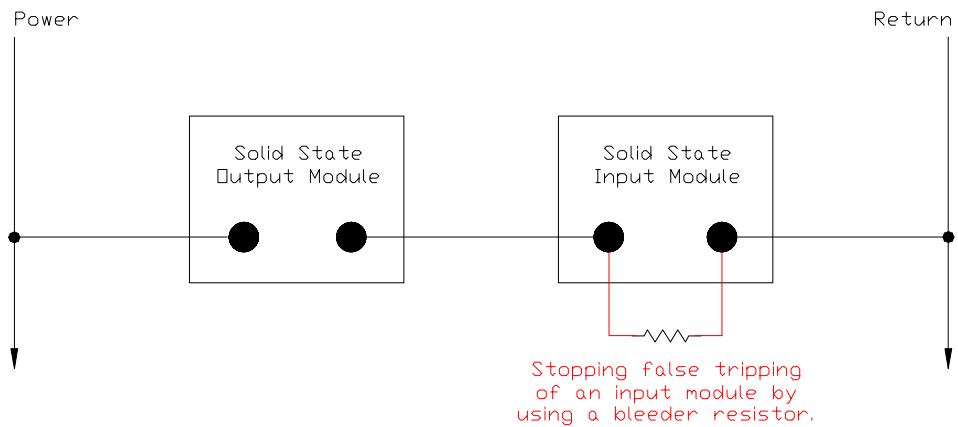 Power
Return
Solid State
Output Module
Solid State
Input Module
Stopping false tripping
of an input module by
using a bleeder resistor.